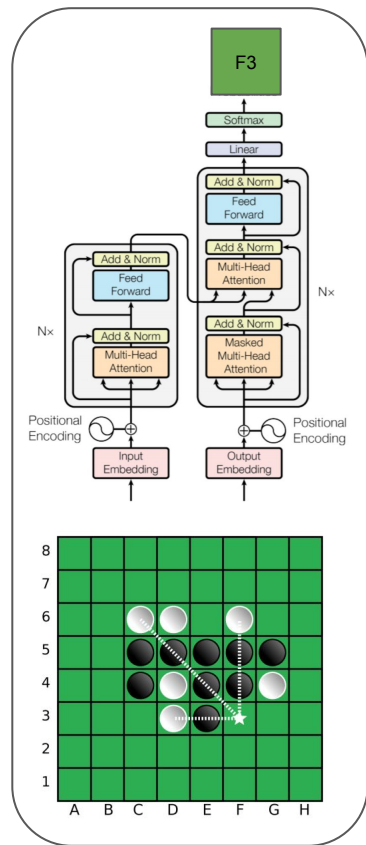 F3
Softmax
Linear
Add & Norm
Feed
Forward
Add & Norm
Multi-Head
Attention
Add & Norm
Masked
Multi-Head
Attention
N×
Add & Norm
Feed
Forward
N×
Add & Norm
Multi-Head
Attention
Positional
Encoding
Positional
Encoding
Input
Embedding
Output
Embedding
8
7
6
5
4
3
2
1
A B C D E F G H